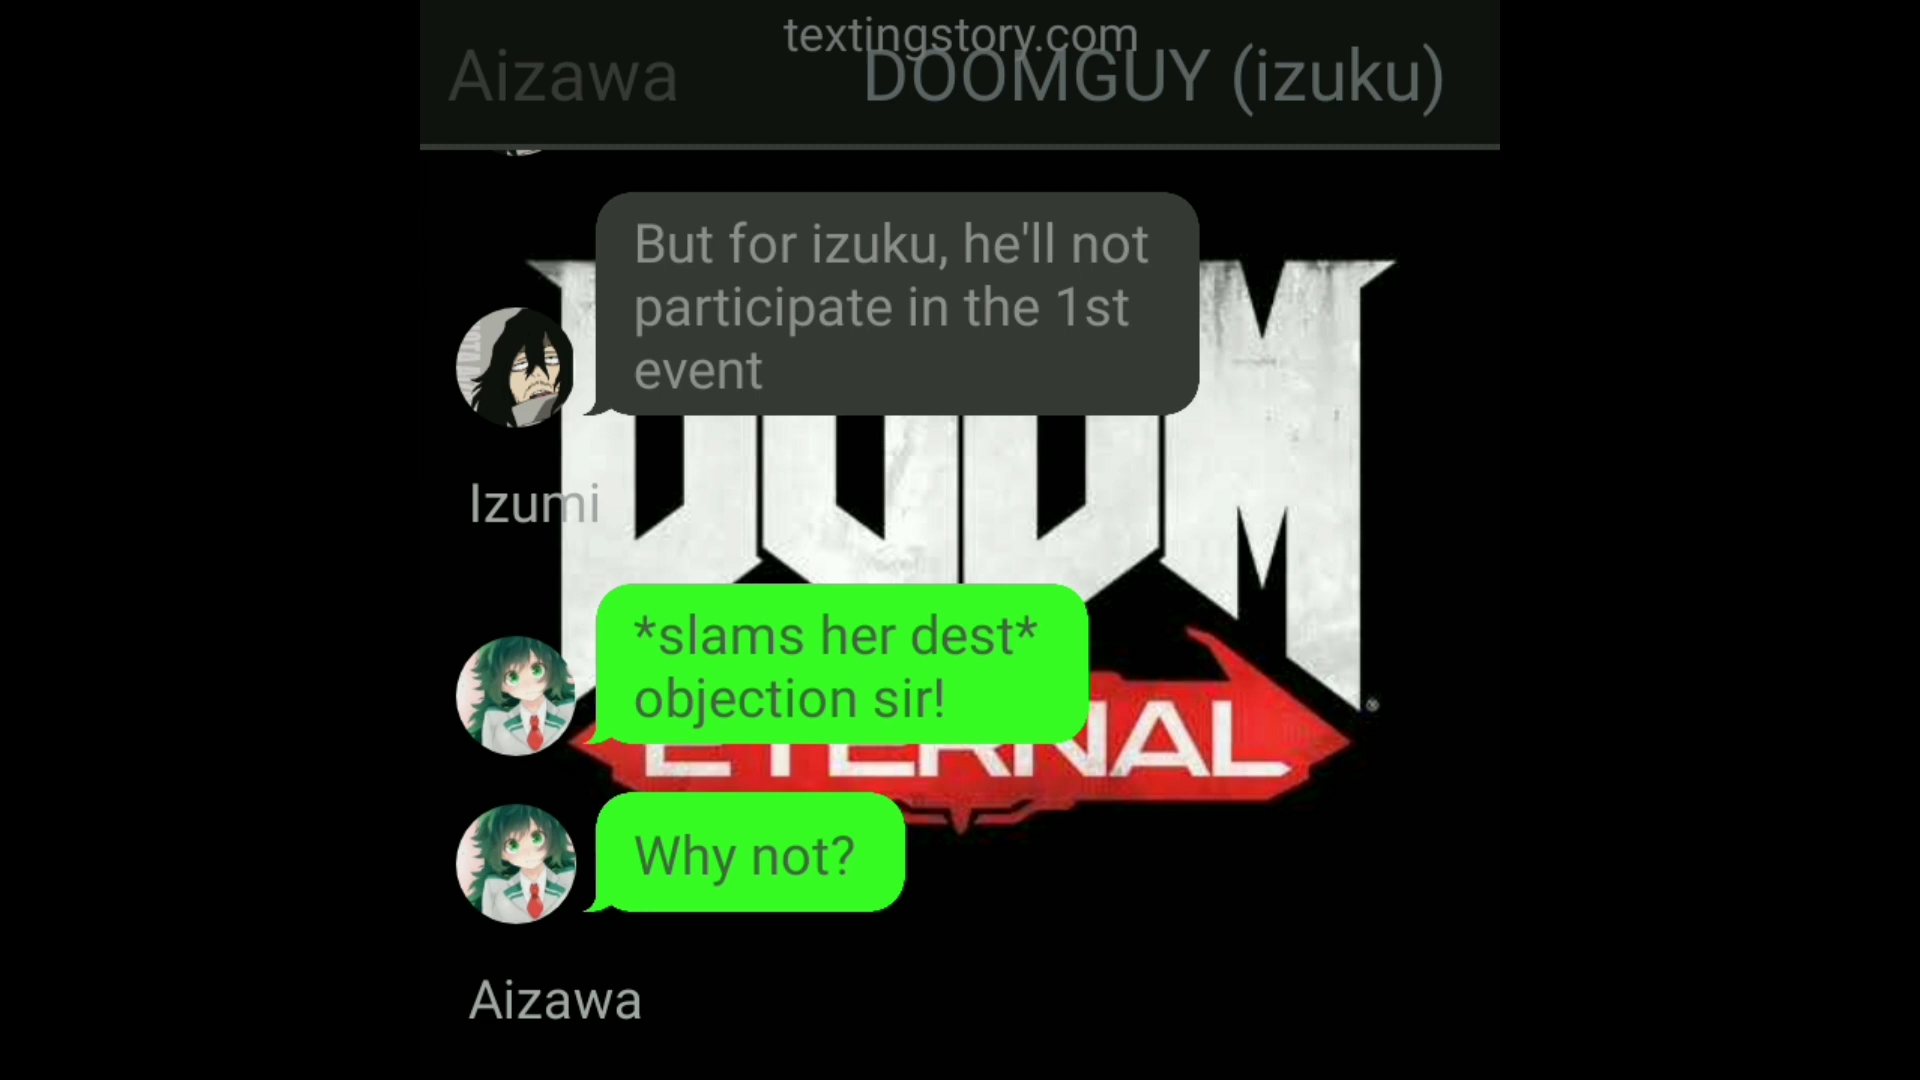 textingstory.com
Aizawa
DOOMGUY (izuku)
But for izuku, he'll not
participate in the 1st
event
Izumi
DOOM
*slams her dest*
objection sir!
ETERNAL
Why not?
Aizawa